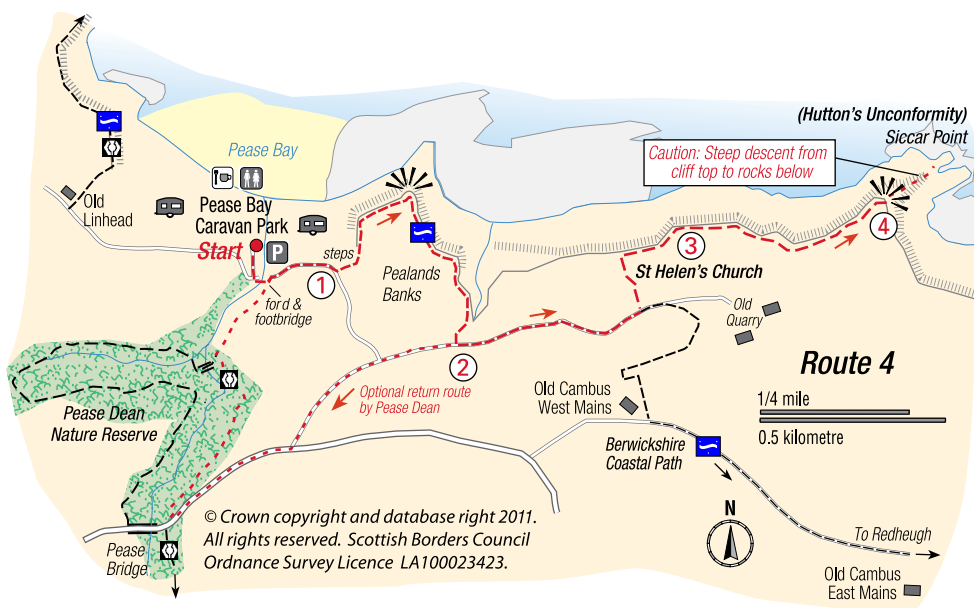 (Hutton's Unconformity)
Siccar Point
Caution: Steep descent from
cliff top to rocks below
Pease Bay
Old
Linhead
Pease Bay
Caravan Park
Start
P
steps
1
ford &
footbridge
Pealands
Banks
3
4
St Helen's Church
Old
Quarry
2
Route 4
1/4 mile
0.5 kilometre
Optional return route
by Pease Dean
Old Cambus
West Mains
Pease Dean
Nature Reserve
Berwickshire
Coastal Path
N
© Crown copyright and database right 2011.
All rights reserved. Scottish Borders Council
Ordnance Survey Licence LA100023423.
Pease
Bridge
To Redheugh
Old Cambus
East Mains